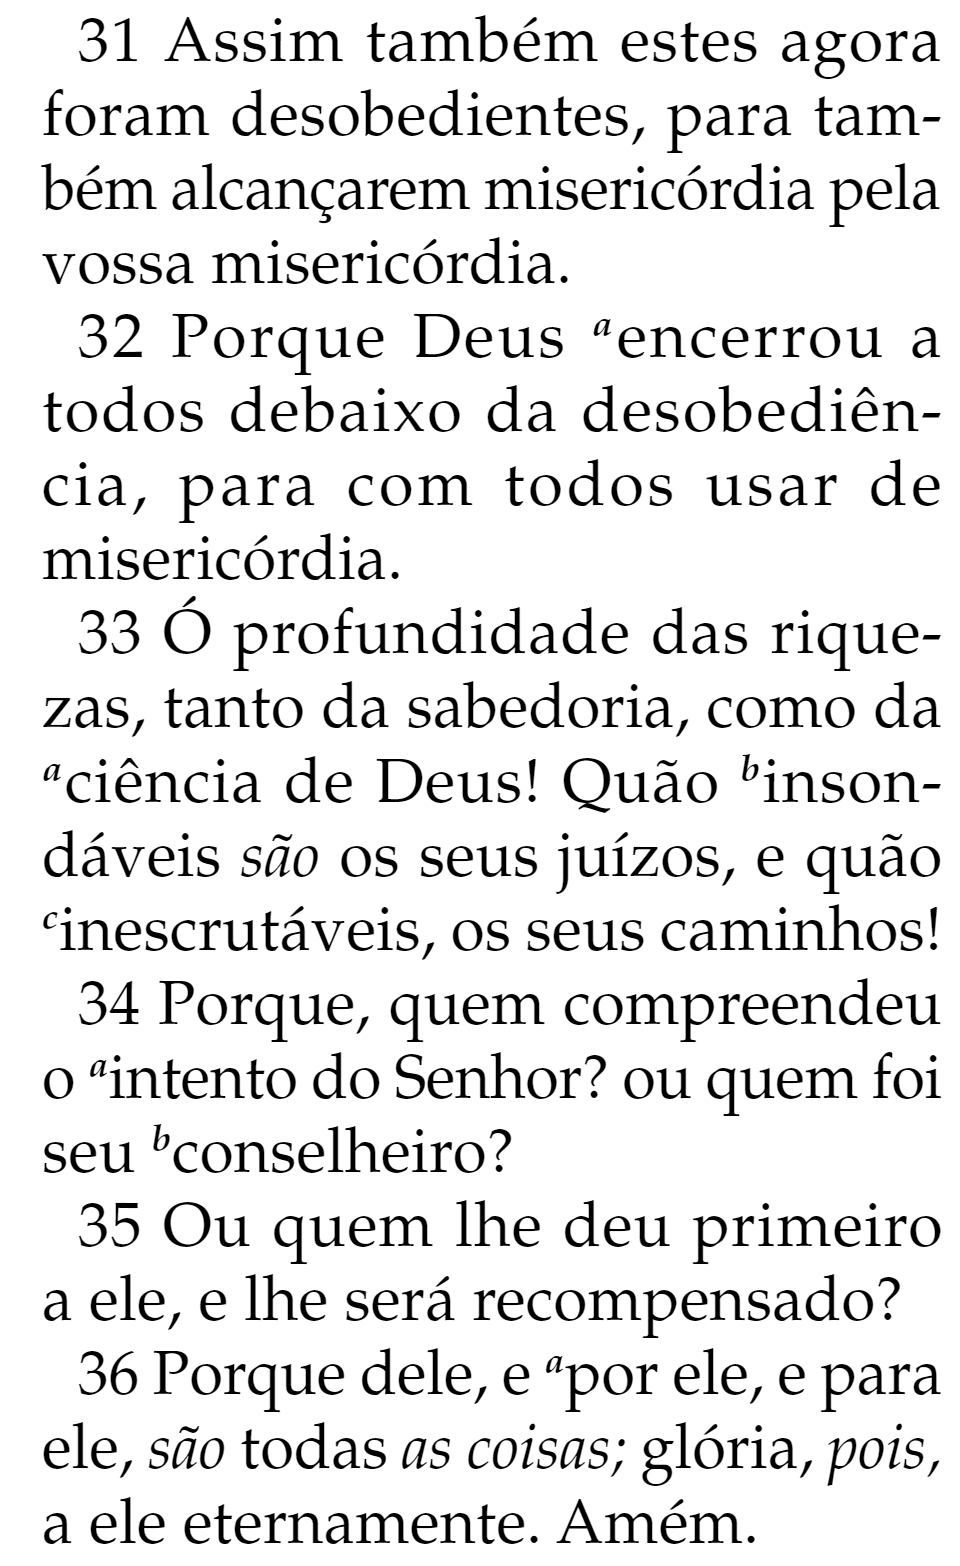 31 Assim também estes agora
foram desobedientes, para tam-
bém alcançarem misericórdia pela
vossa misericórdia.
32 Porque Deus ᵃencerrou a
todos debaixo da desobediên-
cia, para com todos usar de
misericórdia.
33 Ó profundidade das rique-
zas, tanto da sabedoria, como da
ᵃciência de Deus! Quão ᵇinson-
dáveis são os seus juízos, e quão
ᶜinescrutáveis, os seus caminhos!
34 Porque, quem compreendeu
o ᵃintento do Senhor? ou quem foi
seu ᵇconselheiro?
35 Ou quem lhe deu primeiro
a ele, e lhe será recompensado?
36 Porque dele, e ᵃpor ele, e para
ele, são todas as coisas; glória, pois,
a ele eternamente. Amém.